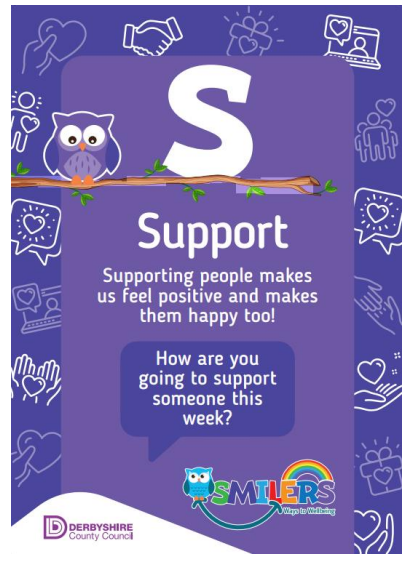 S
Support
Supporting people makes
us feel positive and makes
them happy too!
How are you
going to support
someone this
week?
SMILERS
Ways to Wellbeing
DERBYSHIRE
County Council